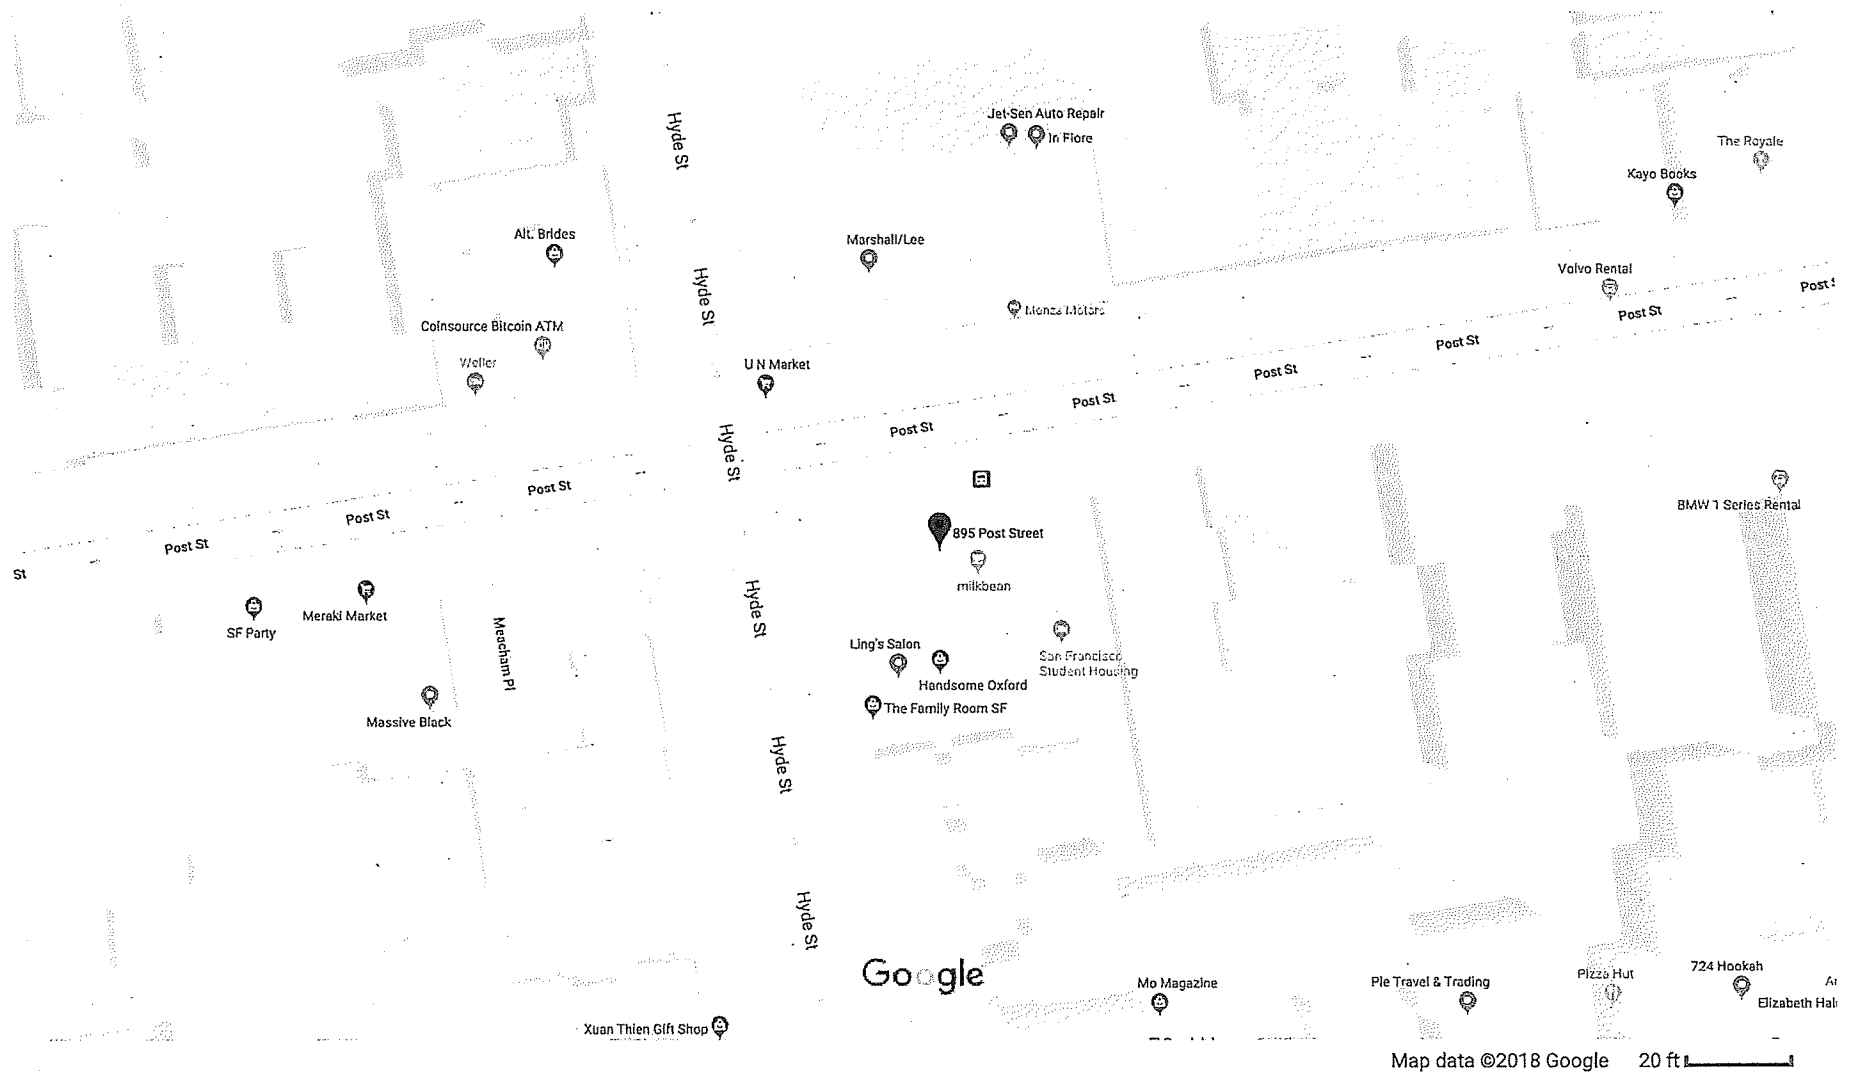 Jet-Sen Auto Repair
In Fiore
Hyde St
The Royale
Kayo Books
Alt. Brides
Marshall/Lee
Hyde St
Volvo Rental
Post S
Monza Motors
Post St
Coinsource Bitcoin ATM
Post St
Weller
U N Market
Post St
Post St
Post St
Hyde St
Post St
Post St
Post St
St
BMW 1 Series Rental
895 Post Street
milkbean
Hyde St
Meraki Market
SF Party
Meacham Pl
Ling's Salon
San Francisco
Student Housing
Handsome Oxford
The Family Room SF
Massive Black
Hyde St
Hyde St
Google
Mo Magazine
Pie Travel & Trading
Pizza Hut
724 Hookah
Elizabeth Hal
Xuan Thien Gift Shop
Map data ©2018 Google 20 ft